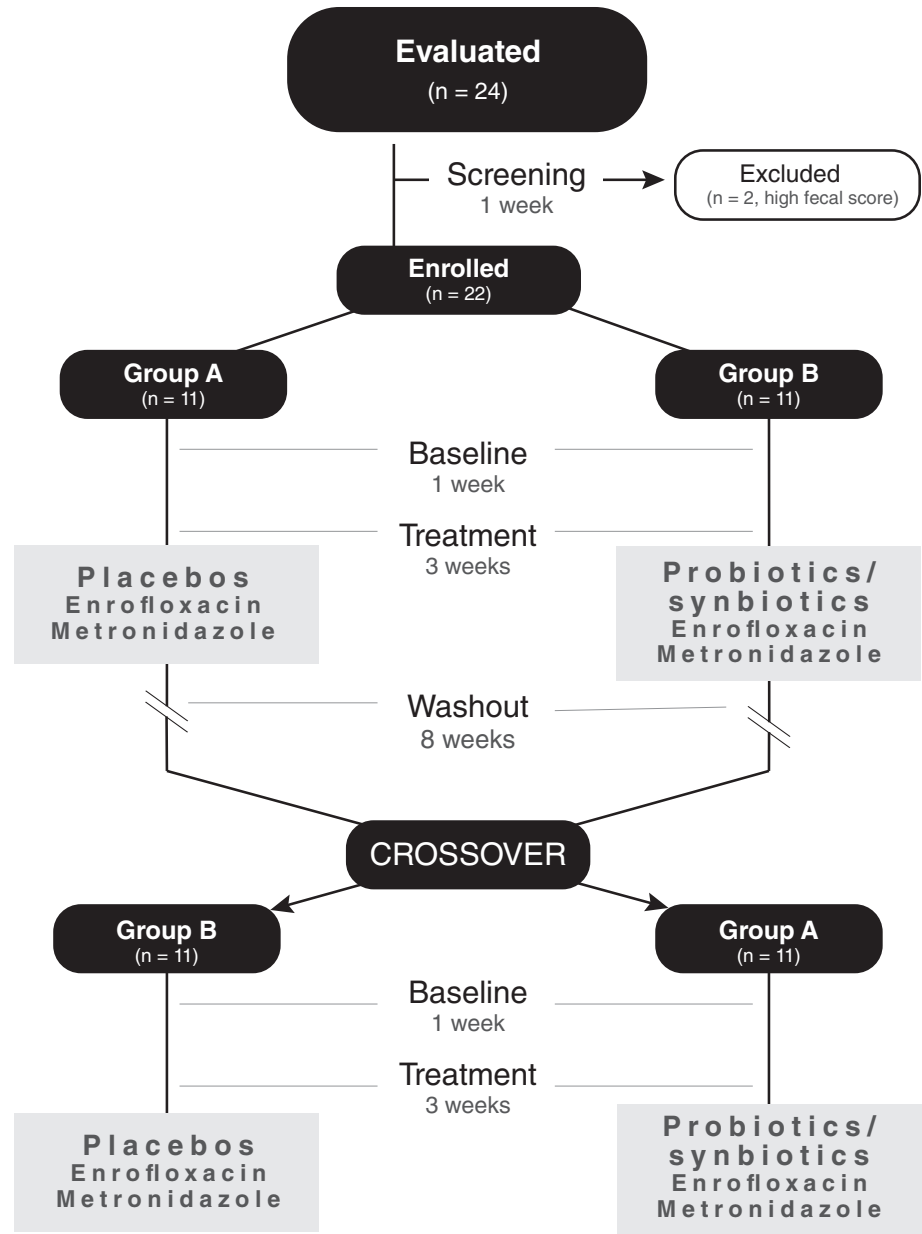 Evaluated
(n = 24)
Screening
1 week
Excluded
(n = 2, high fecal score)
Enrolled
(n = 22)
Group A
(n = 11)
Group B
(n = 11)
Baseline
1 week
Treatment
3 weeks
Placebos
Enrofloxacin
Metronidazole
Probiotics/
synbiotics
Enrofloxacin
Metronidazole
Washout
8 weeks
CROSSOVER
Group B
(n = 11)
Group A
(n = 11)
Baseline
1 week
Treatment
3 weeks
Placebos
Enrofloxacin
Metronidazole
Probiotics/
synbiotics
Enrofloxacin
Metronidazole